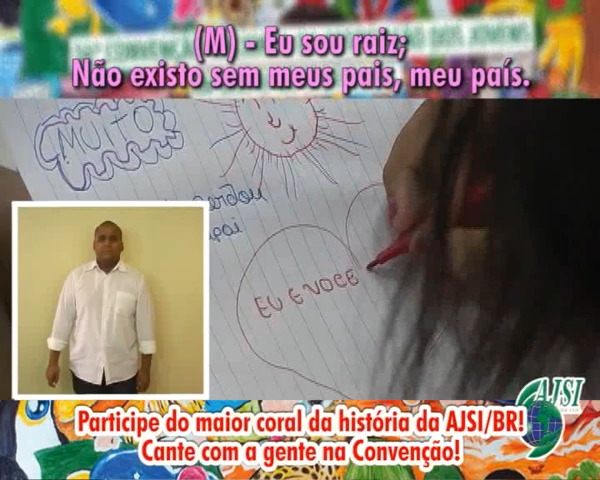 (M) - Eu sou raiz;
Não existo sem meus pais, meu país.
MUITO
EU E VOCE
Participe do maior coral da história da AJSI/BR!
Cante com a gente na Convenção!
AJSI